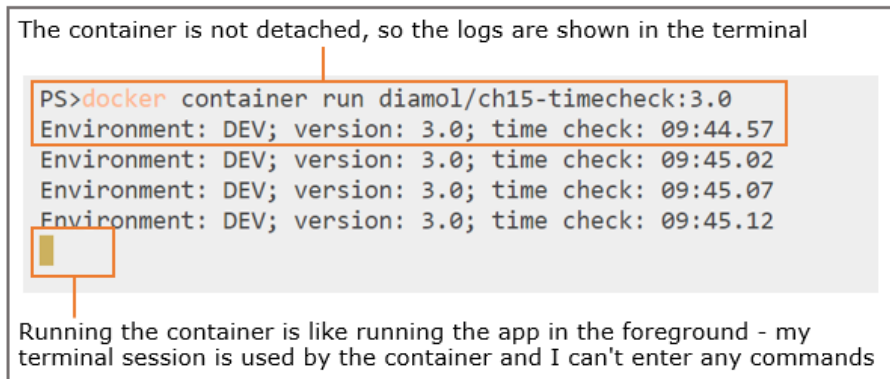 The container is not detached, so the logs are shown in the terminal
PS>docker container run diamol/ch15-timecheck:3.0
Environment: DEV; version: 3.0; time check: 09:44.57
Environment: DEV; version: 3.0; time check: 09:45.02
Environment: DEV; version: 3.0; time check: 09:45.07
Environment: DEV; version: 3.0; time check: 09:45.12
Running the container is like running the app in the foreground - my
terminal session is used by the container and I can't enter any commands